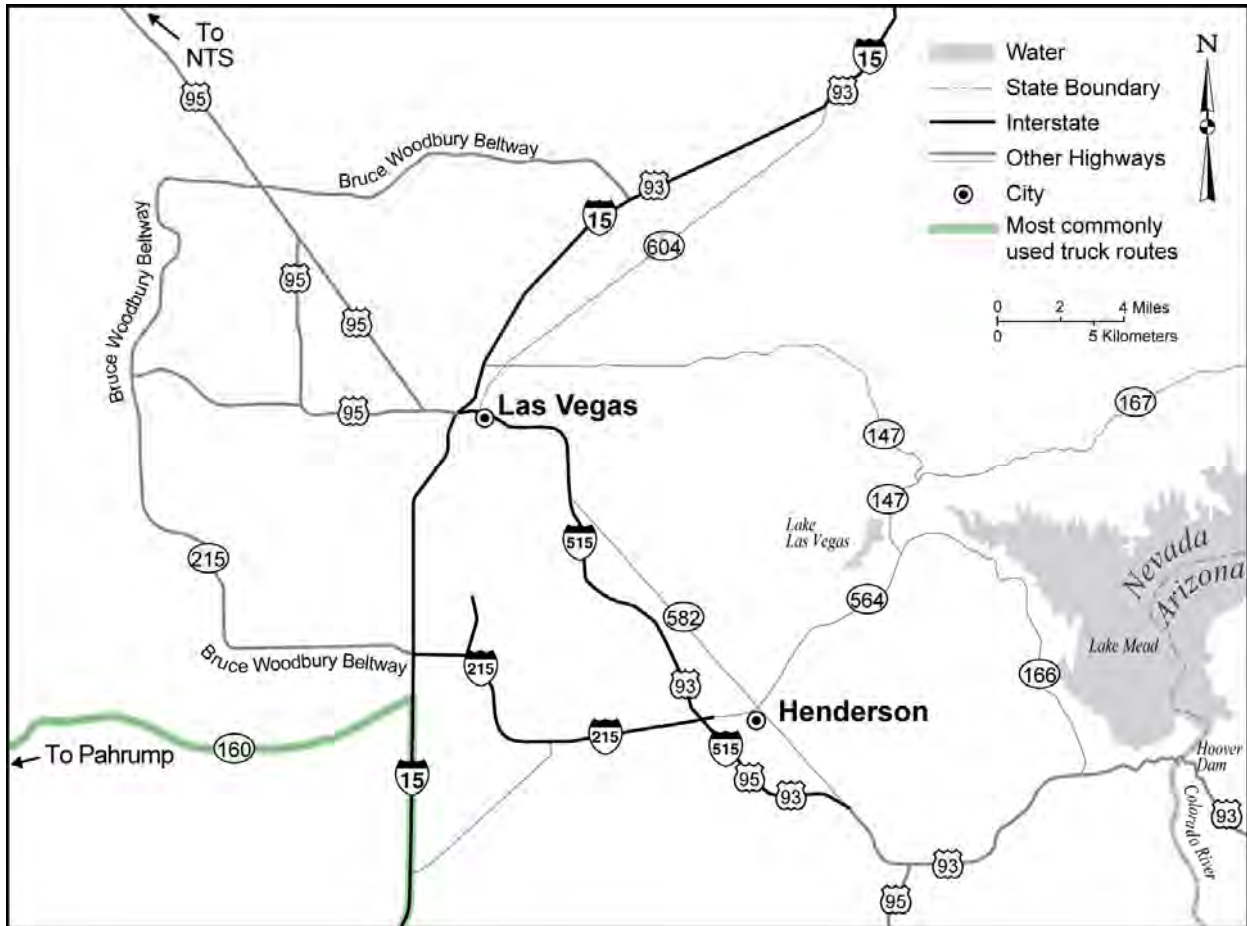 To
NTS
95
Bruce Woodbury Beltway
15
93
Water
State Boundary
Interstate
Other Highways
City
Most commonly
used truck routes
N
0 2 4 Miles
0 5 Kilometers
Bruce Woodbury Beltway
93
15
604
95
95
Bruce Woodbury Beltway
95
Las Vegas
147
167
147
Lake
Las Vegas
Nevada
Arizona
215
515
564
582
Lake Mead
Bruce Woodbury Beltway
215
93
166
Henderson
160
To Pahrump
215
515
15
95
93
Hoover
Dam
Colorado River
93
93
95